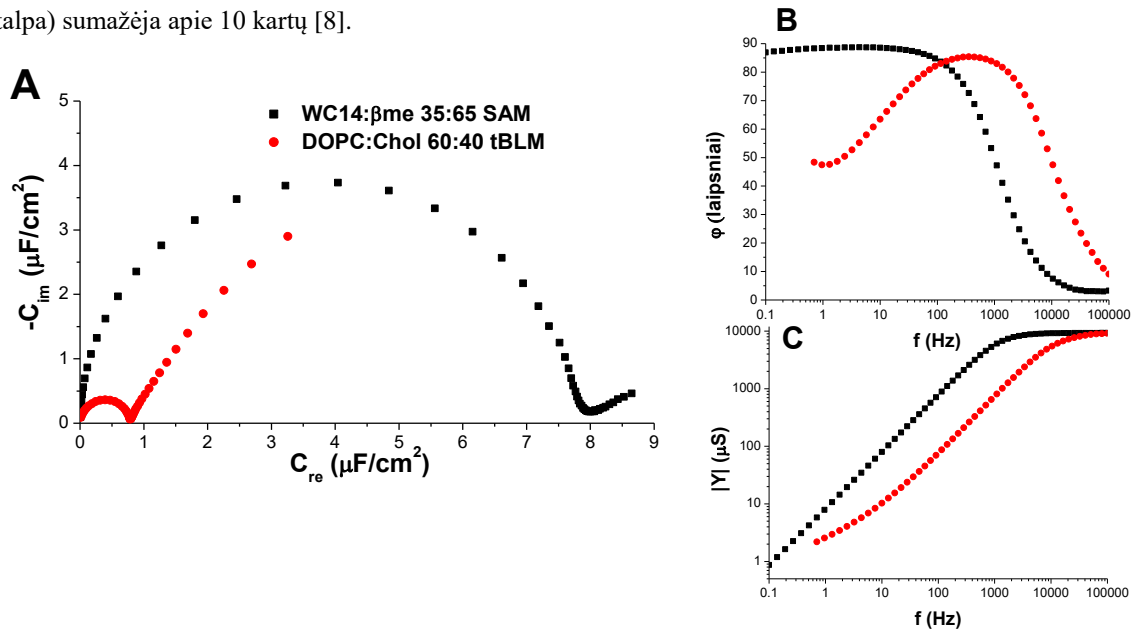 talpa) sumažėja apie 10 kartų [8].
A
WC14:βme 35:65 SAM
DOPC:Chol 60:40 tBLM
-C_im (µF/cm²)
5
4
3
2
1
0
0 1 2 3 4 5 6 7 8 9
C_re (µF/cm²)
B
φ (laipsniai)
90
80
70
60
50
40
30
20
10
0
0.1 1 10 100 1000 10000 100000
f (Hz)
C
|Y| (µS)
10000
1000
100
10
1
0.1 1 10 100 1000 10000 100000
f (Hz)